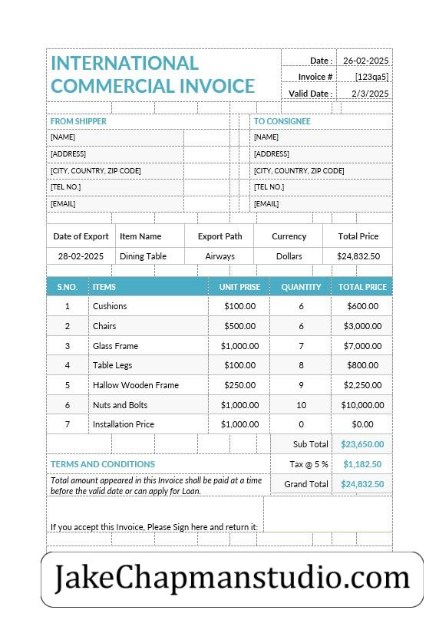 INTERNATIONAL
COMMERCIAL INVOICE
Date : 26-02-2025
Invoice # [123qa5]
Valid Date : 2/3/2025
FROM SHIPPER TO CONSIGNEE
[NAME] [NAME]
[ADDRESS] [ADDRESS]
[CITY, COUNTRY, ZIP CODE] [CITY, COUNTRY, ZIP CODE]
[TEL NO.] [TEL NO.]
[EMAIL] [EMAIL]
Date of Export Item Name Export Path Currency Total Price
28-02-2025 Dining Table Airways Dollars $24,832.50
S.NO. ITEMS UNIT PRISE QUANTITY TOTAL PRICE
1 Cushions $100.00 6 $600.00
2 Chairs $500.00 6 $3,000.00
3 Glass Frame $1,000.00 7 $7,000.00
4 Table Legs $100.00 8 $800.00
5 Hallow Wooden Frame $250.00 9 $2,250.00
6 Nuts and Bolts $1,000.00 10 $10,000.00
7 Installation Price $1,000.00 0 $0.00
Sub Total $23,650.00
TERMS AND CONDITIONS Tax @ 5 % $1,182.50
Total amount appeared in this Invoice shall be paid at a time
before the valid date or can apply for Loan.
Grand Total $24,832.50
If you accept this Invoice, Please Sign here and return it:
JakeChapmanstudio.com